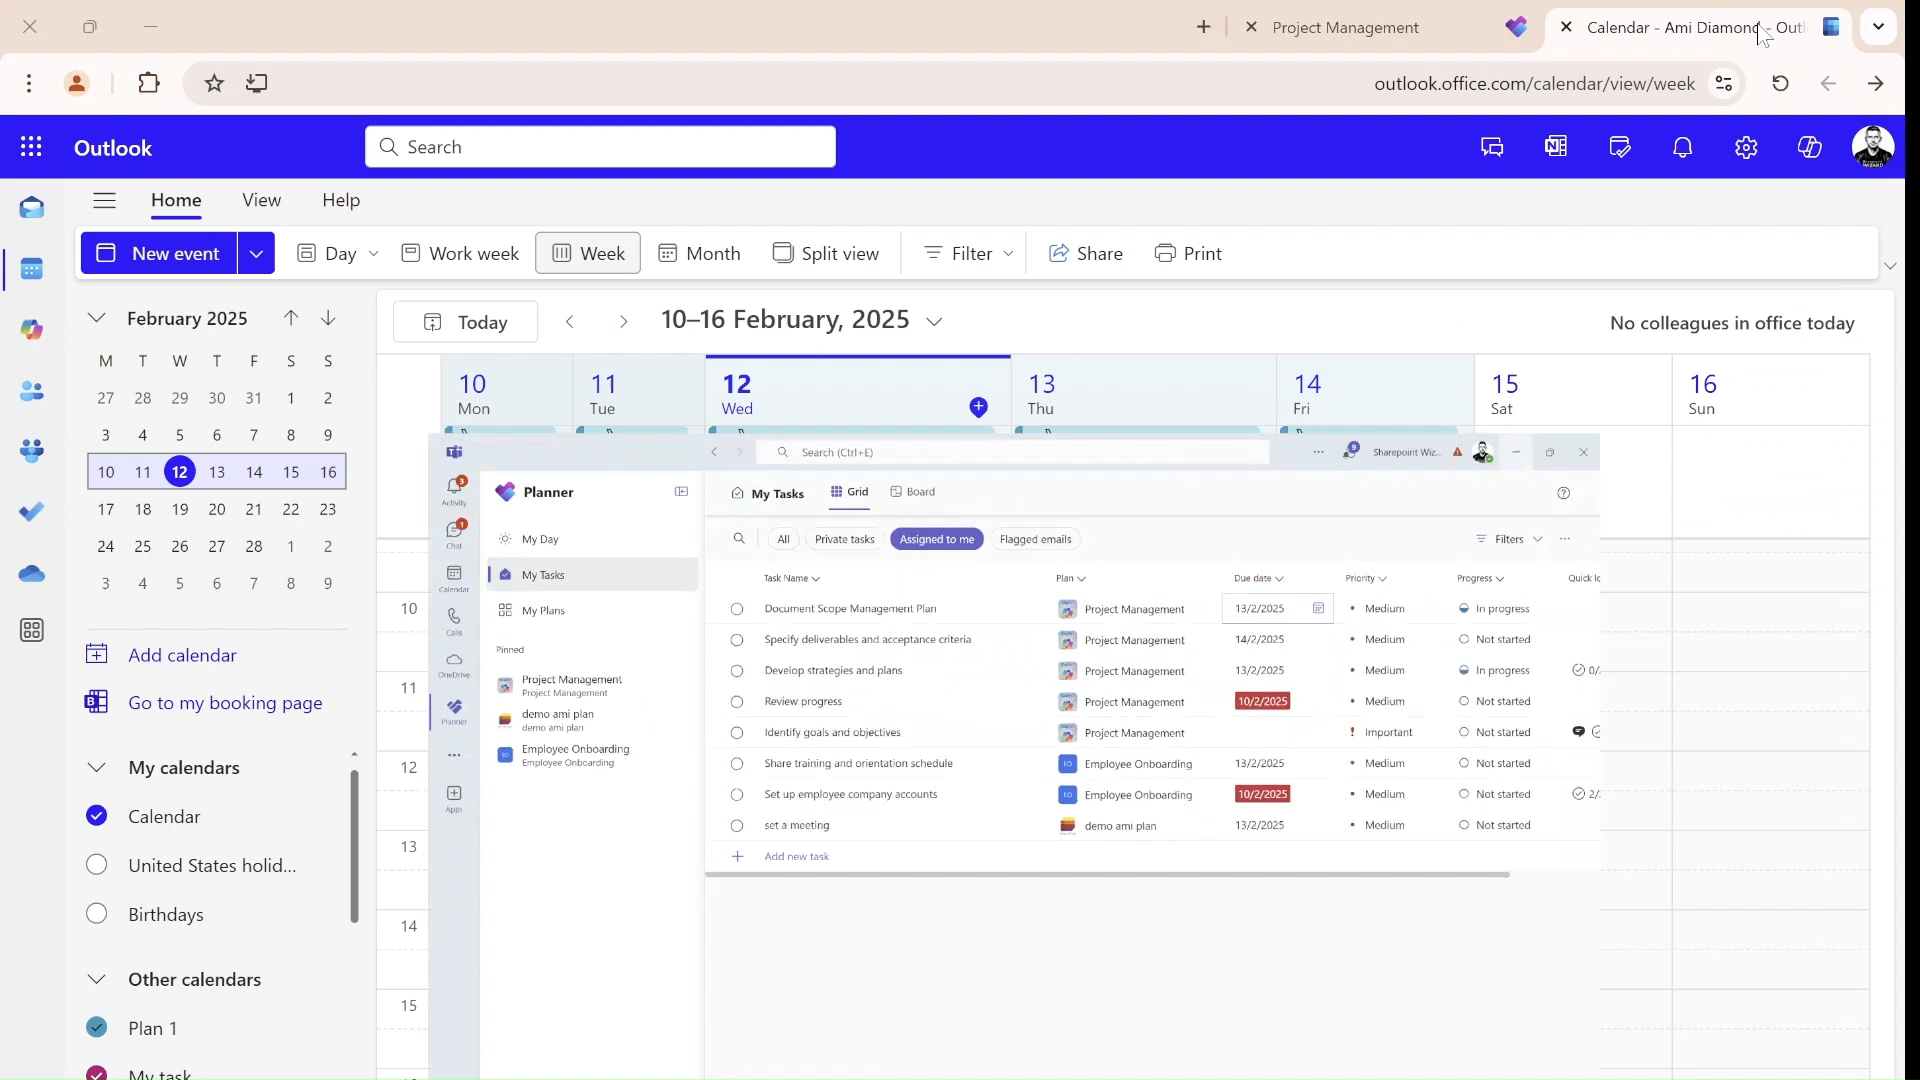 Project Management
Calendar - Ami Diamond - Outl
outlook.office.com/calendar/view/week
Outlook
Search
Home View Help
New event Day Work week Week Month Split view Filter Share Print
February 2025
M T W T F S S
27 28 29 30 31 1 2
3 4 5 6 7 8 9
10 11 12 13 14 15 16
17 18 19 20 21 22 23
24 25 26 27 28 1 2
3 4 5 6 7 8 9
Add calendar
Go to my booking page
My calendars
Calendar
United States holid...
Birthdays
Other calendars
Plan 1
My task
Today
10–16 February, 2025
No colleagues in office today
10 11 12 13 14 15 16
Mon Tue Wed Thu Fri Sat Sun
10
11
12
13
14
15
Search (Ctrl+E)
9
Sharepoint Wiz...
3
Activity
1
Chat
Calendar
Calls
OneDrive
Planner
Apps
Planner
My Day
My Tasks
My Plans
Pinned
Project Management
Project Management
demo ami plan
demo ami plan
Employee Onboarding
Employee Onboarding
My Tasks Grid Board
All Private tasks Assigned to me Flagged emails Filters
Task Name Plan Due date Priority Progress Quick lo
Document Scope Management Plan Project Management 13/2/2025 Medium In progress
Specify deliverables and acceptance criteria Project Management 14/2/2025 Medium Not started
Develop strategies and plans Project Management 13/2/2025 Medium In progress 0/
Review progress Project Management 10/2/2025 Medium Not started
Identify goals and objectives Project Management Important Not started
Share training and orientation schedule EO Employee Onboarding 13/2/2025 Medium Not started
Set up employee company accounts EO Employee Onboarding 10/2/2025 Medium Not started 2/
set a meeting demo ami plan 13/2/2025 Medium Not started
Add new task